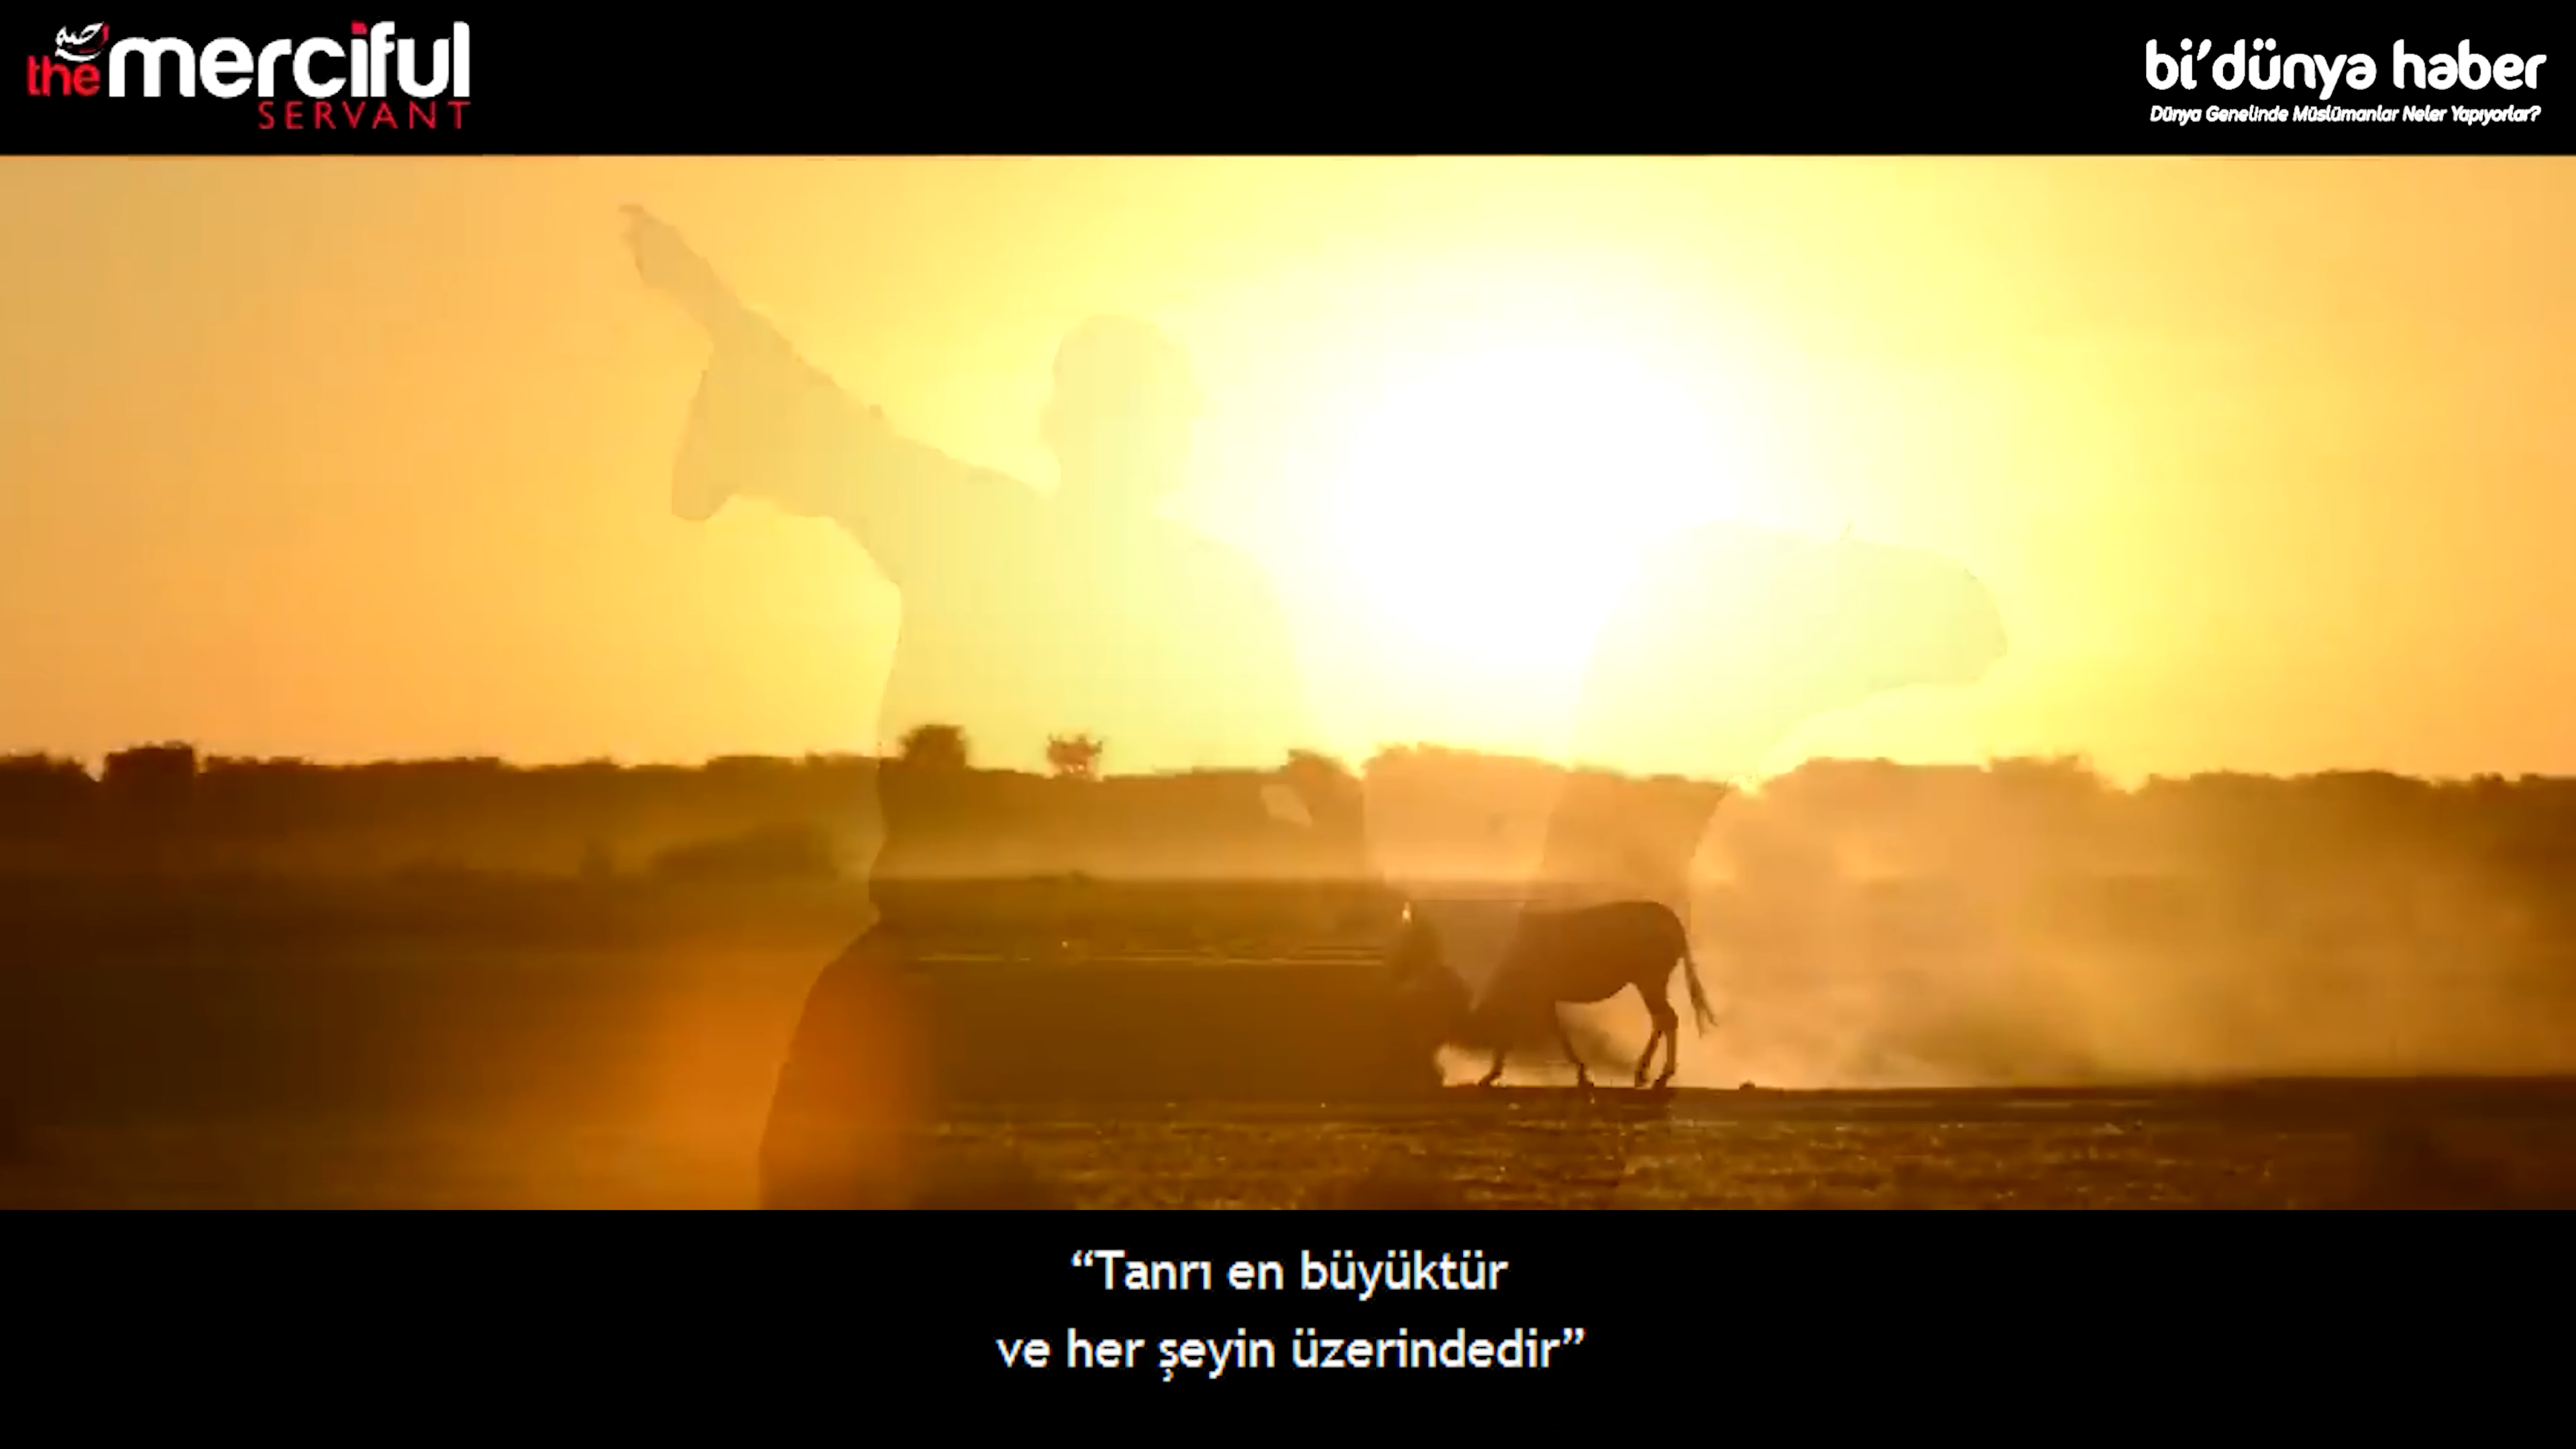 the merciful
SERVANT
bi'dünya haber
Dünya Genelinde Müslümanlar Neler Yapıyorlar?
“Tanrı en büyüktür
ve her şeyin üzerindedir”